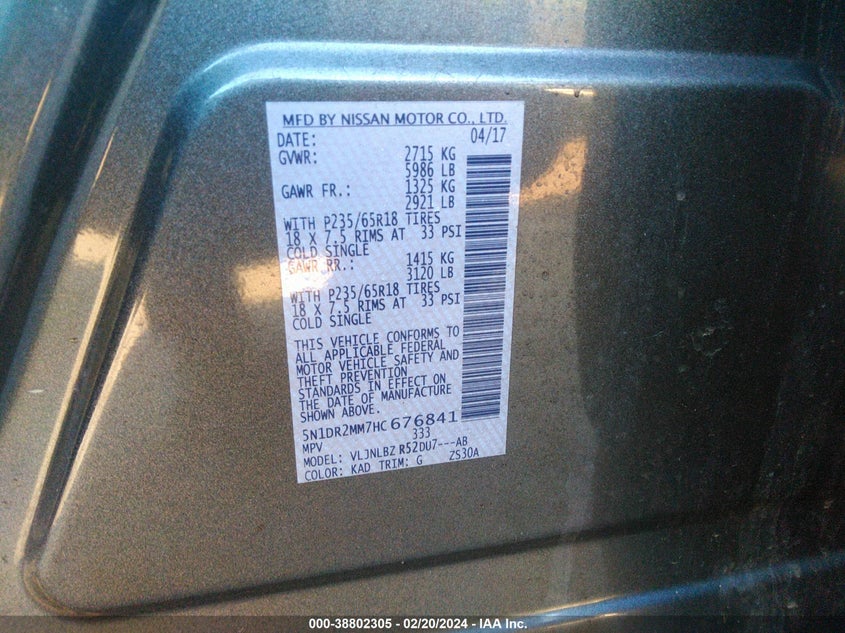 MFD BY NISSAN MOTOR CO., LTD.
DATE: 04/17
GVWR: 2715 KG
5986 LB
GAWR FR.: 1325 KG
2921 LB
WITH P235/65R18 TIRES
18 X 7.5 RIMS AT 33 PSI
COLD SINGLE
GAWR RR.: 1415 KG
3120 LB
WITH P235/65R18 TIRES
18 X 7.5 RIMS AT 33 PSI
COLD SINGLE
THIS VEHICLE CONFORMS TO
ALL APPLICABLE FEDERAL
MOTOR VEHICLE SAFETY AND
THEFT PREVENTION
STANDARDS IN EFFECT ON
THE DATE OF MANUFACTURE
SHOWN ABOVE.
5N1DR2MM7HC676841
MPV 333
MODEL: VLJNLBZ R52DU7---AB
COLOR: KAD TRIM: G ZS30A
000-38802305 - 02/20/2024 - IAA Inc.